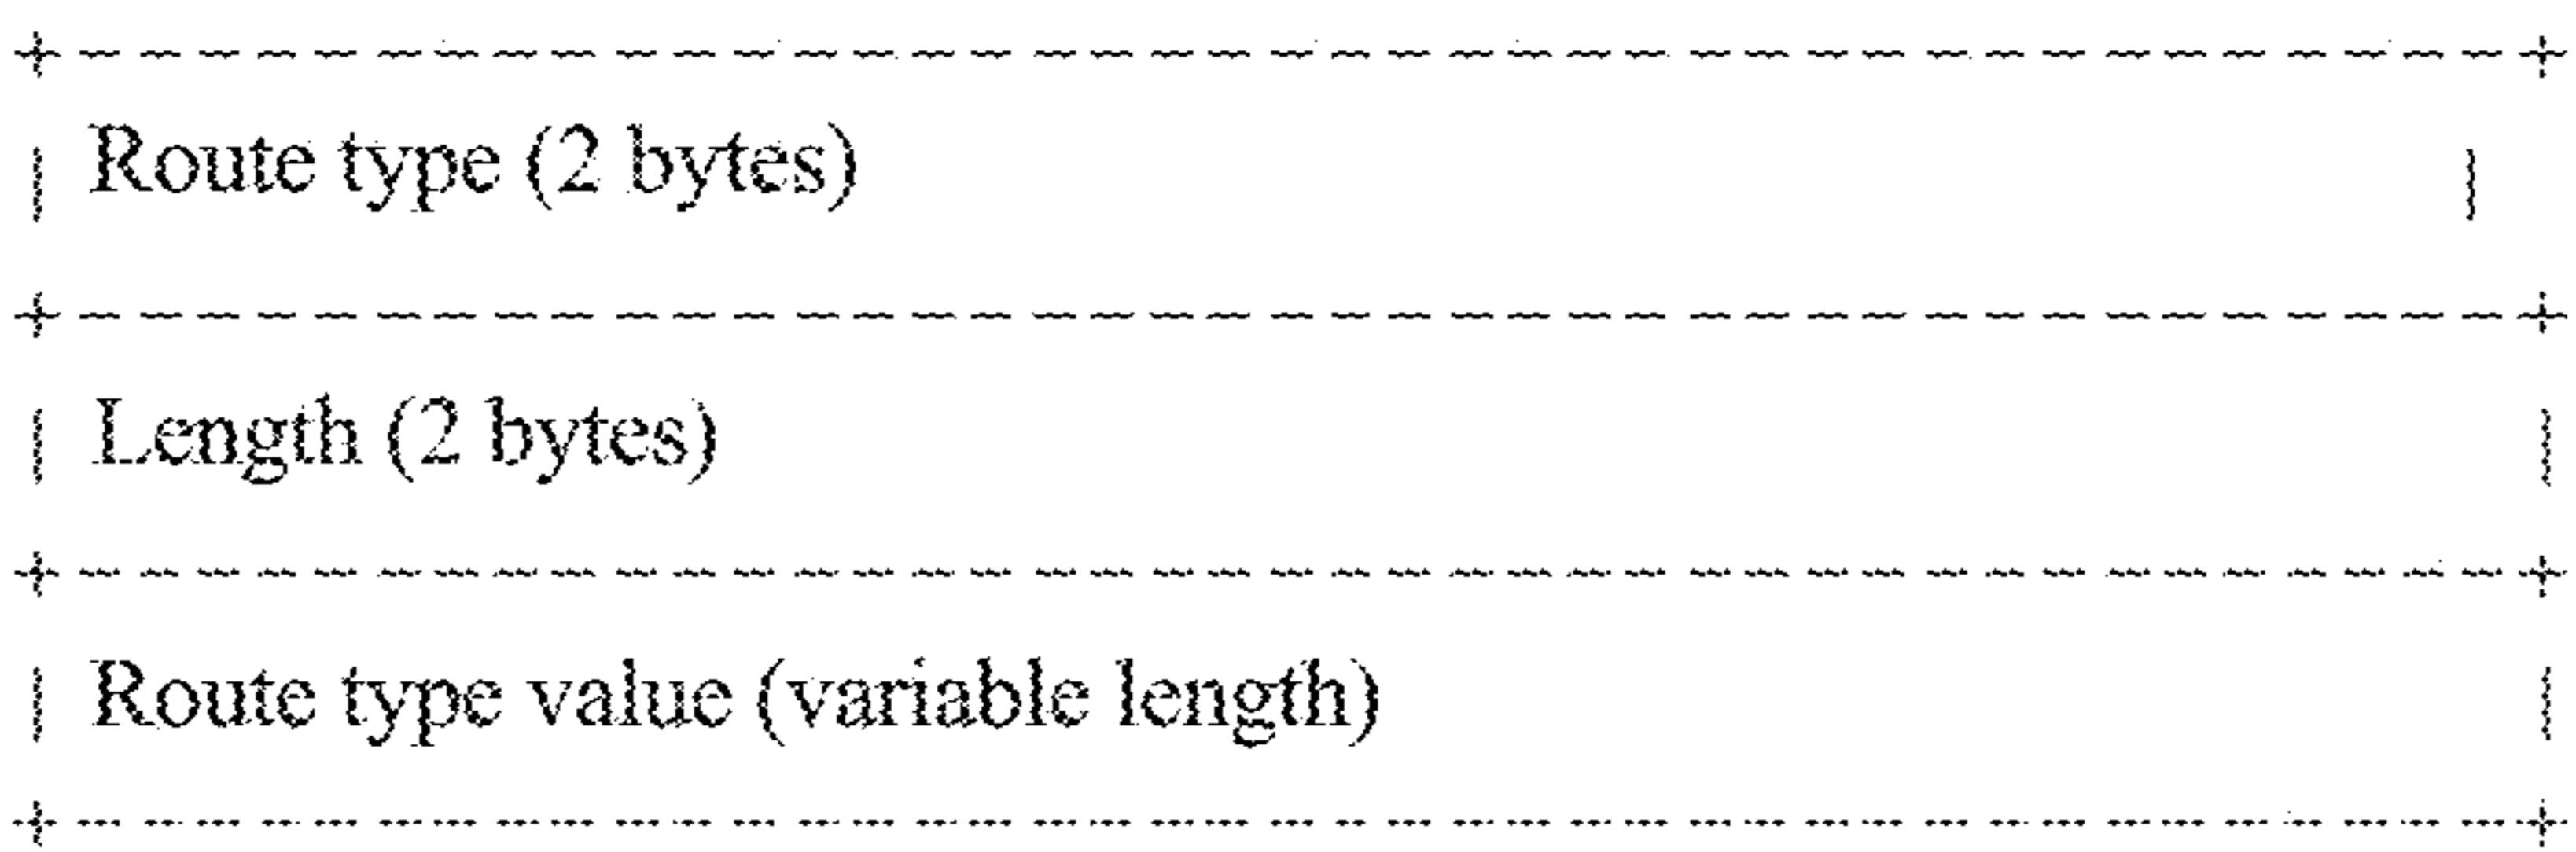 Route type (2 bytes)
Length (2 bytes)
Route type value (variable length)